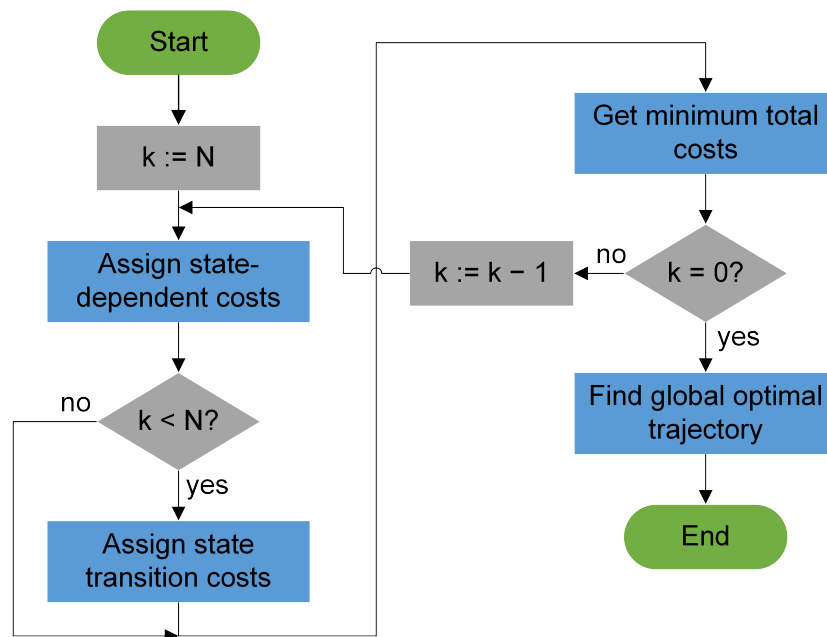 Start
k := N
Assign state-
dependent costs
k < N?
no
yes
Assign state
transition costs
Get minimum total
costs
k = 0?
no
k := k − 1
yes
Find global optimal
trajectory
End